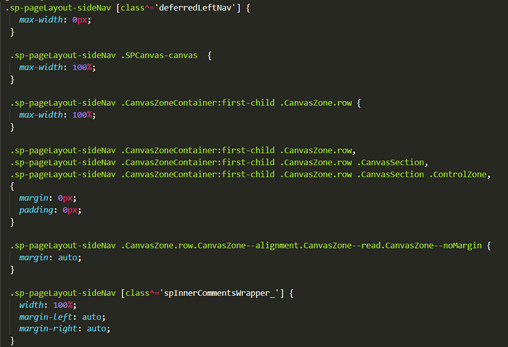 .sp-pageLayout-sideNav [class^='deferredLeftNav'] {
max-width: 0px;
}
.sp-pageLayout-sideNav .SPCanvas-canvas {
max-width: 100%;
}
.sp-pageLayout-sideNav .CanvasZoneContainer:first-child .CanvasZone.row {
max-width: 100%;
}
.sp-pageLayout-sideNav .CanvasZoneContainer:first-child .CanvasZone.row,
.sp-pageLayout-sideNav .CanvasZoneContainer:first-child .CanvasZone.row .CanvasSection,
.sp-pageLayout-sideNav .CanvasZoneContainer:first-child .CanvasZone.row .CanvasSection .ControlZone,
{
margin: 0px;
padding: 0px;
}
.sp-pageLayout-sideNav .CanvasZone.row.CanvasZone--alignment.CanvasZone--read.CanvasZone--noMargin {
margin: auto;
}
.sp-pageLayout-sideNav [class^='spInnerCommentsWrapper_'] {
width: 100%;
margin-left: auto;
margin-right: auto;
}